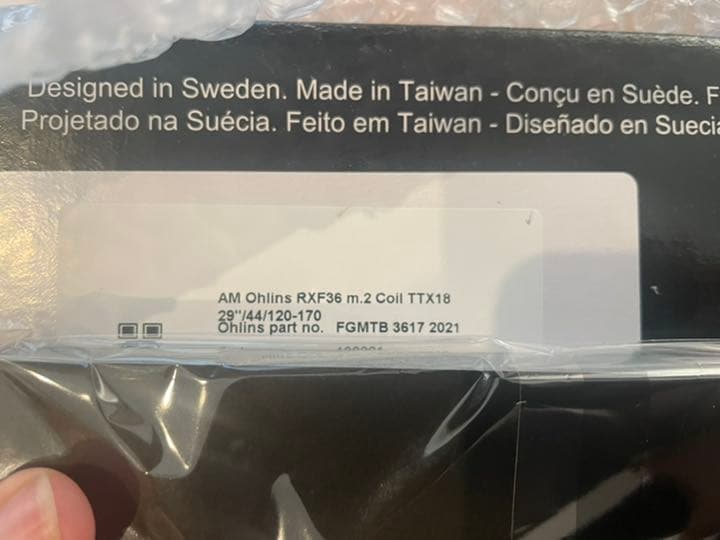 Designed in Sweden. Made in Taiwan - Conçu en Suède. F
Projetado na Suécia. Feito em Taiwan - Diseñado en Suecia
AM Ohlins RXF36 m.2 Coil TTX18
29"/44/120-170
Ohlins part no. FGMTB 3617 2021